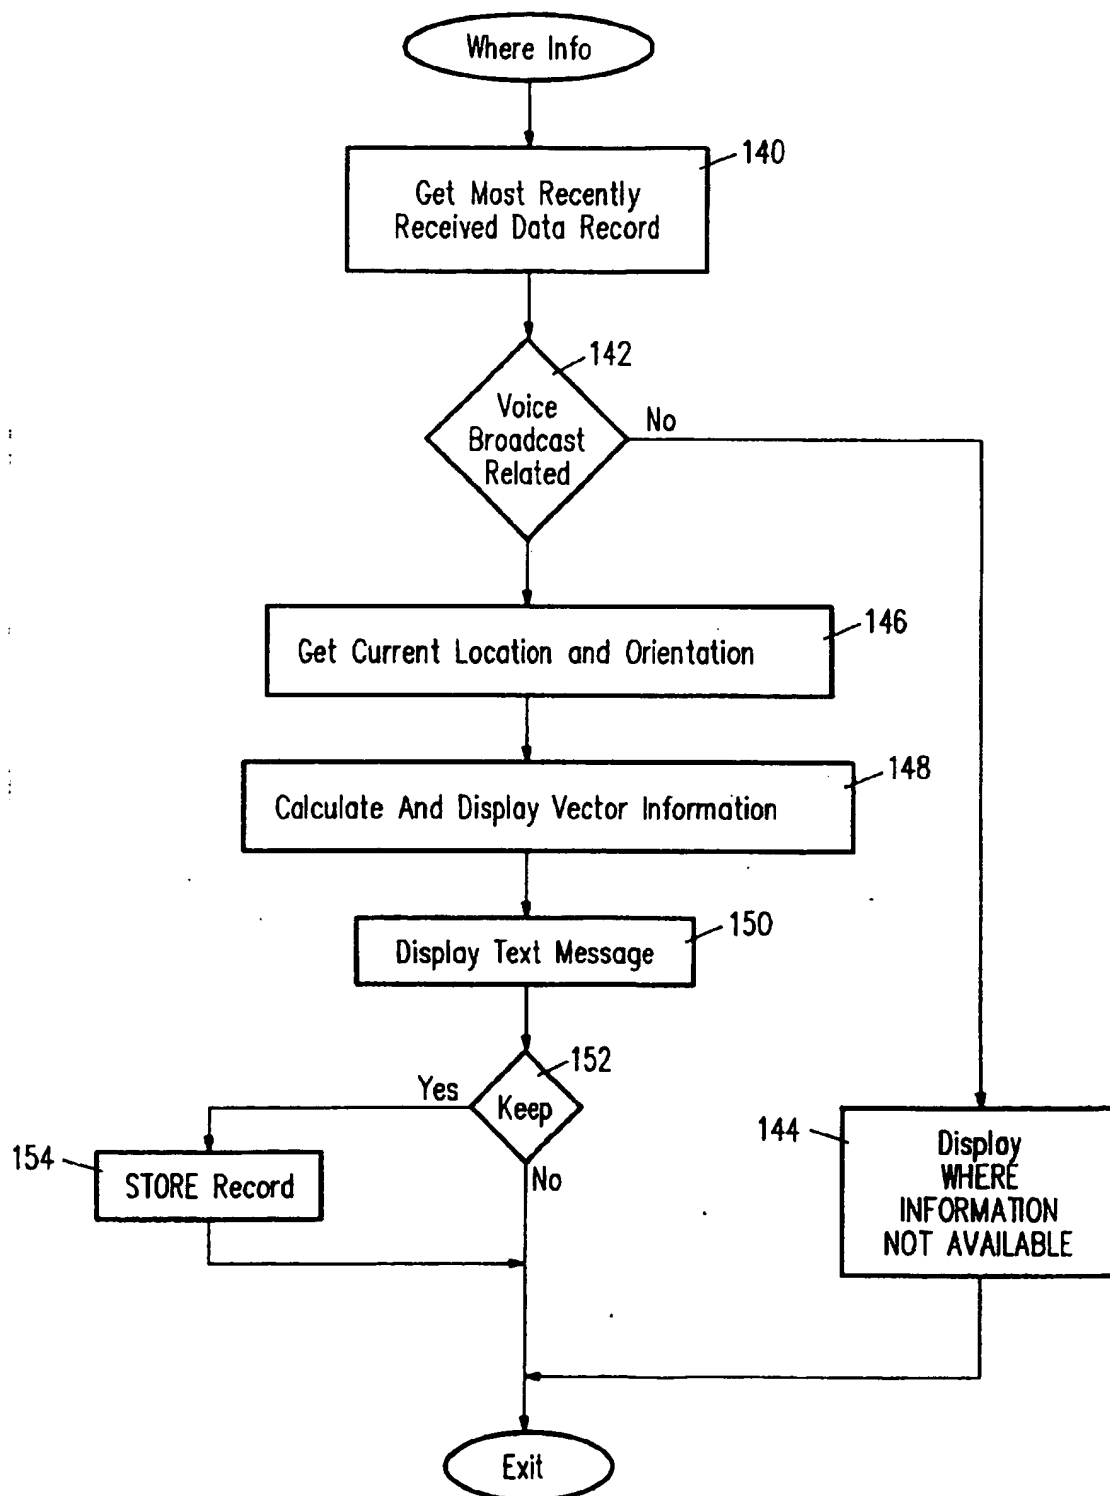 Where Info
140
Get Most Recently
Received Data Record
142
Voice
Broadcast
Related
No
146
Get Current Location and Orientation
148
Calculate And Display Vector Information
150
Display Text Message
152
Yes
Keep
144
Display
WHERE
INFORMATION
NOT AVAILABLE
154
STORE Record
No
Exit